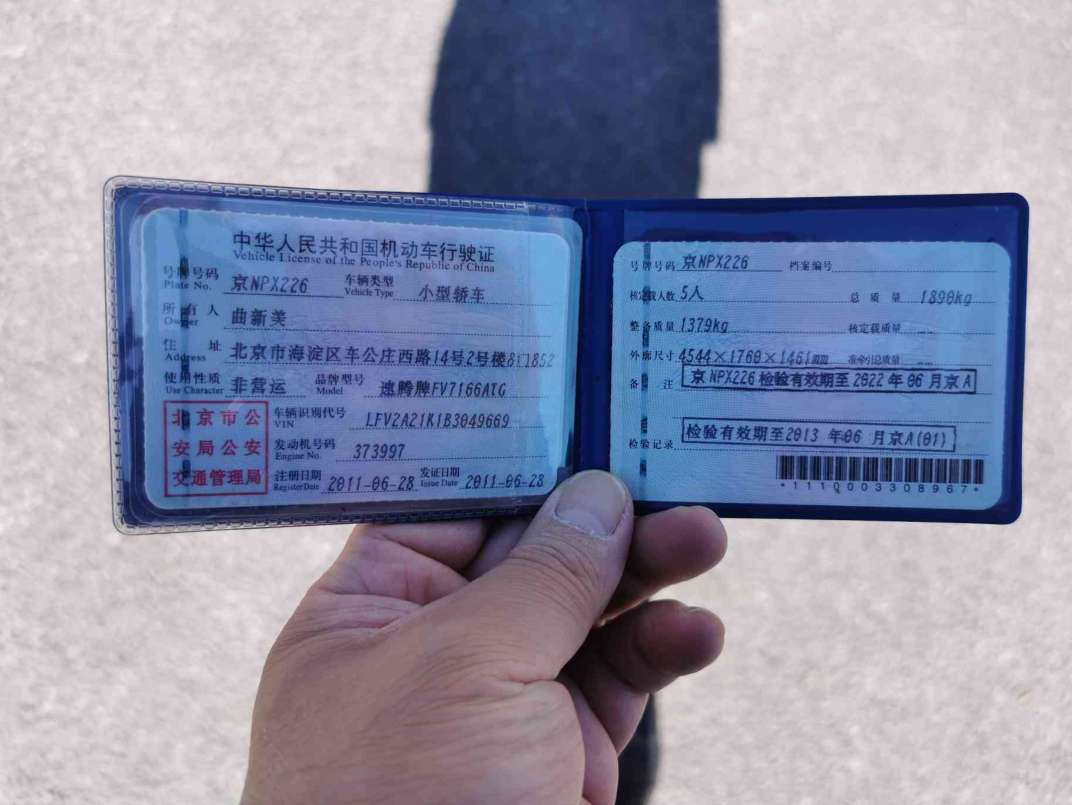 中华人民共和国机动车行驶证
Vehicle License of the People's Republic of China
号牌号码 京NPX226 车辆类型 小型轿车
Plate No. Vehicle Type
所有人 曲新美
Owner
住址 北京市海淀区车公庄西路14号2号楼8门852
Address
使用性质 非营运 品牌型号 速腾牌FV7166ATG
Use Character Model
北京市公
安局公安
交通管理局
车辆识别代号 LFV2A21K1B3049669
VIN
发动机号码 373997
Engine No.
注册日期 2011-06-28 发证日期 2011-06-28
Register Date Issue Date
号牌号码 京NPX226 档案编号
核定载人数 5人 总质量 1890kg
整备质量 1379kg 核定载质量 --
外廓尺寸 4544×1760×1461mm 准牵引总质量 --
备注 京NPX226检验有效期至2022年06月京A
检验有效期至2013年06月京A(01)
检验记录
*1110003308967*